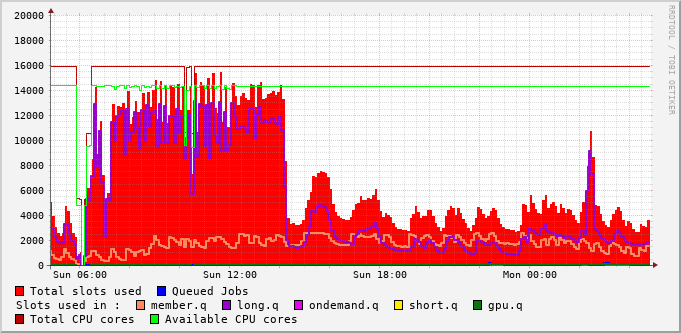 20000
18000
16000
14000
12000
10000
8000
6000
4000
2000
0
Sun 06:00 Sun 12:00 Sun 18:00 Mon 00:00
RRDTOOL / TOBI OETIKER
Total slots used Queued Jobs
Slots used in : member.q long.q ondemand.q short.q gpu.q
Total CPU cores Available CPU cores